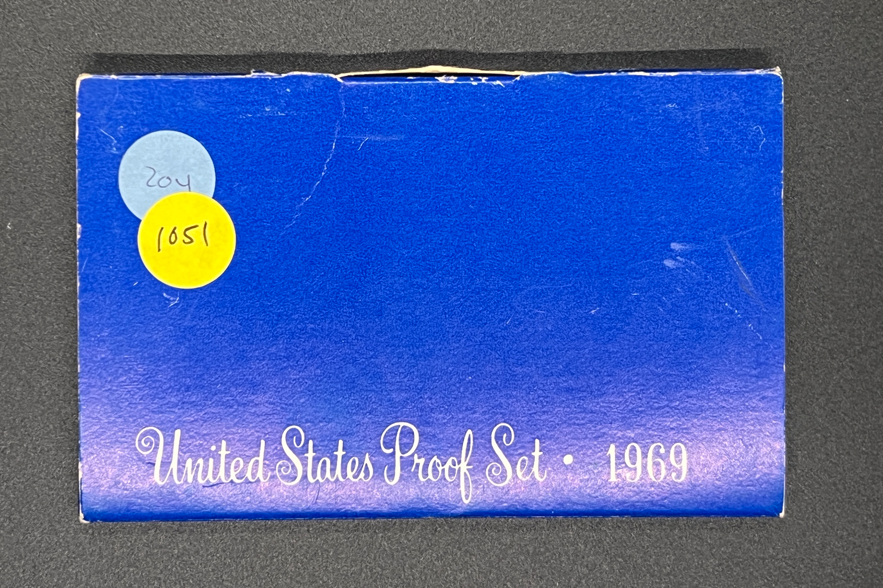 204
1051
United States Proof Set • 1969